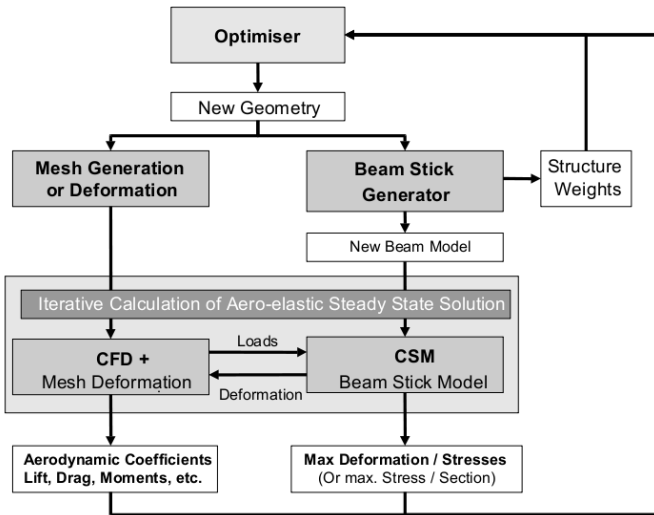 Optimiser
New Geometry
Mesh Generation
or Deformation
Beam Stick
Generator
Structure
Weights
New Beam Model
Iterative Calculation of Aero-elastic Steady State Solution
CFD +
Mesh Deformation
Loads
Deformation
CSM
Beam Stick Model
Aerodynamic Coefficients
Lift, Drag, Moments, etc.
Max Deformation / Stresses
(Or max. Stress / Section)